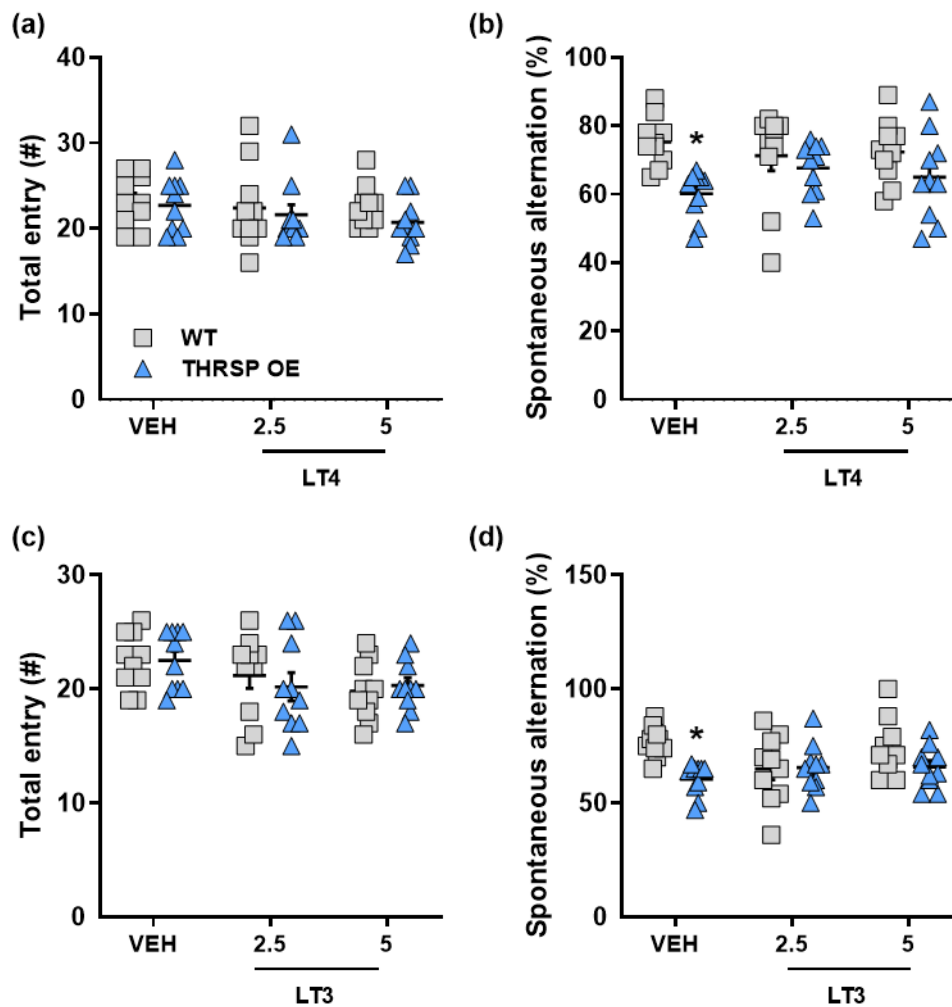 (a)
Total entry (#)
40
30
20
10
0
WT
THRSP OE
VEH
2.5
5
LT4
(b)
Spontaneous alternation (%)
100
80
60
40
20
0
*
VEH
2.5
5
LT4
(c)
Total entry (#)
30
20
10
0
VEH
2.5
5
LT3
(d)
Spontaneous alternation (%)
150
100
50
0
*
VEH
2.5
5
LT3